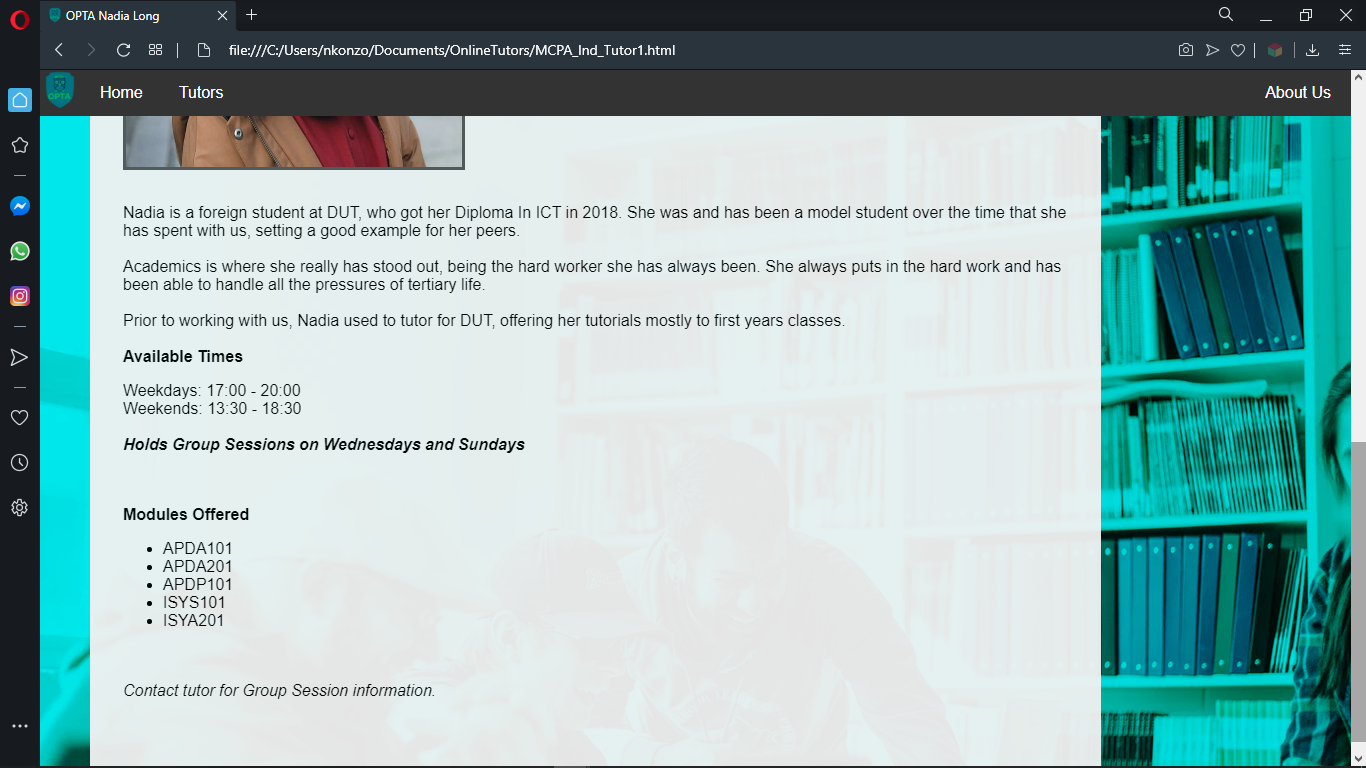 OPTA Nadia Long
file:///C:/Users/nkonzo/Documents/OnlineTutors/MCPA_Ind_Tutor1.html
OPTA
Home
Tutors
About Us
Nadia is a foreign student at DUT, who got her Diploma In ICT in 2018. She was and has been a model student over the time that she
has spent with us, setting a good example for her peers.
Academics is where she really has stood out, being the hard worker she has always been. She always puts in the hard work and has
been able to handle all the pressures of tertiary life.
Prior to working with us, Nadia used to tutor for DUT, offering her tutorials mostly to first years classes.
Available Times
Weekdays: 17:00 - 20:00
Weekends: 13:30 - 18:30
Holds Group Sessions on Wednesdays and Sundays
Modules Offered
• APDA101
• APDA201
• APDP101
• ISYS101
• ISYA201
Contact tutor for Group Session information.